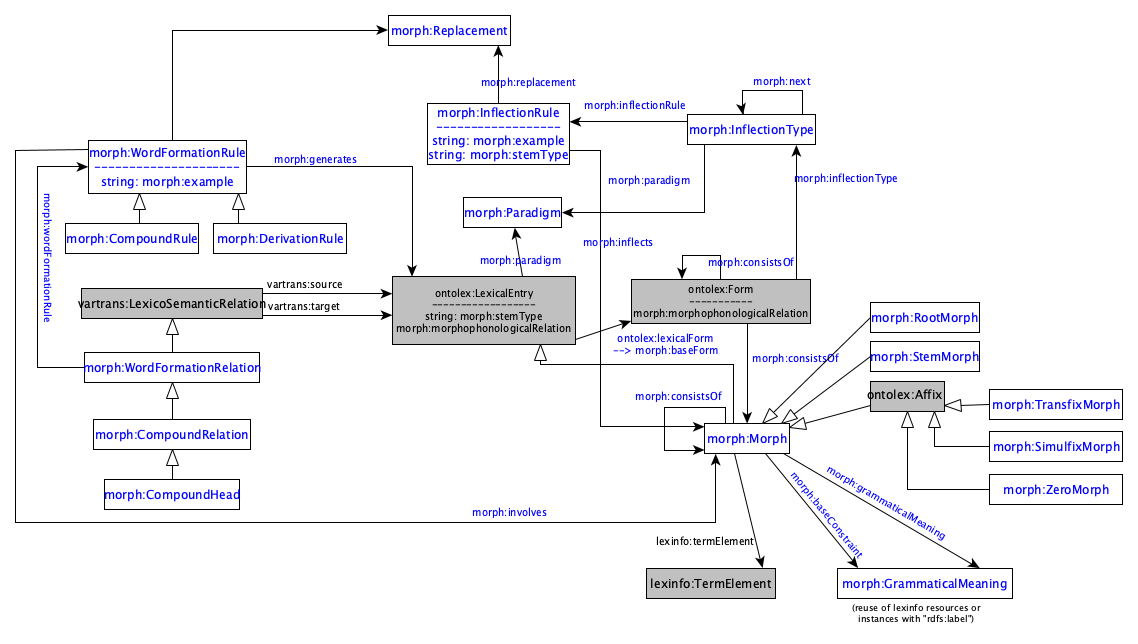 morph:Replacement
morph:replacement
morph:next
morph:InflectionRule
string: morph:example
string: morph:stemType
morph:inflectionRule
morph:InflectionType
morph:WordFormationRule
string: morph:example
morph:generates
morph:paradigm
morph:inflectionType
morph:wordFormationRule
morph:CompoundRule
morph:DerivationRule
morph:Paradigm
morph:inflects
morph:paradigm
morph:consistsOf
vartrans:source
vartrans:LexicoSemanticRelation
vartrans:target
ontolex:LexicalEntry
string: morph:stemType
morph:morphophonologicalRelation
ontolex:Form
morph:morphophonologicalRelation
ontolex:lexicalForm
--> morph:baseForm
morph:consistsOf
morph:RootMorph
morph:StemMorph
morph:WordFormationRelation
morph:consistsOf
ontolex:Affix
morph:TransfixMorph
morph:CompoundRelation
morph:Morph
morph:SimulfixMorph
morph:CompoundHead
morph:ZeroMorph
morph:involves
morph:baseConstraint
morph:grammaticalMeaning
lexinfo:termElement
lexinfo:TermElement
morph:GrammaticalMeaning
(reuse of lexinfo resources or
instances with "rdfs:label")